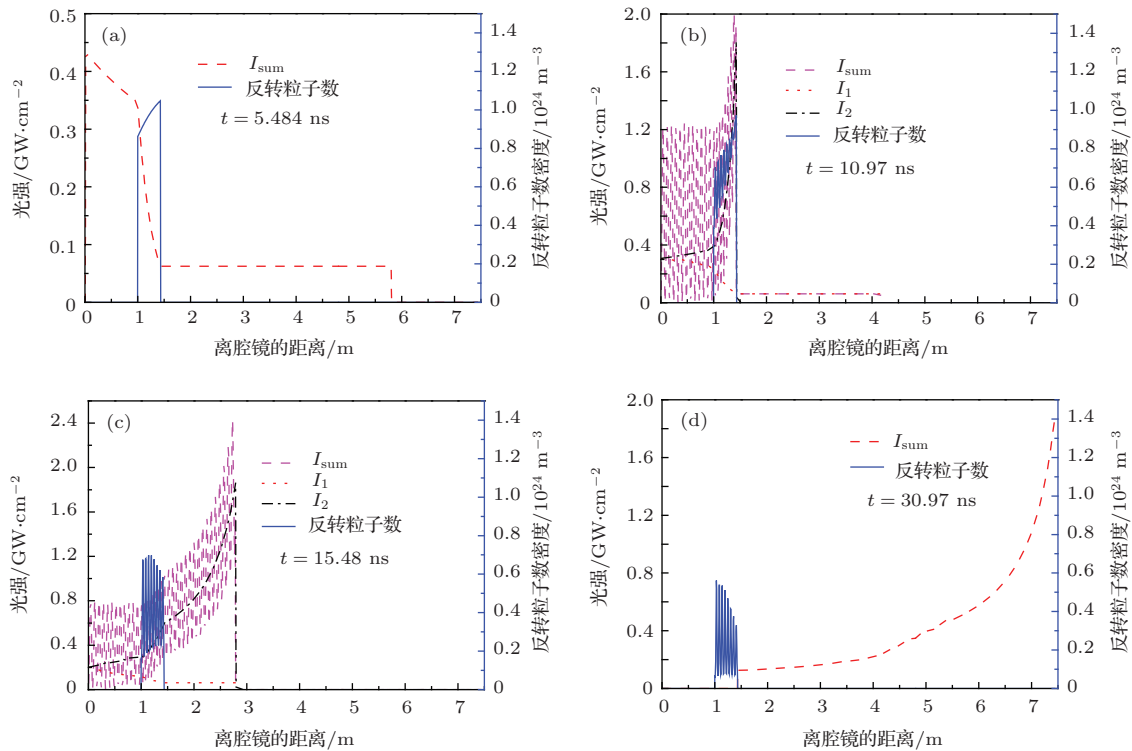 (a)
I_sum
反转粒子数
t = 5.484 ns
0.5
0.4
0.3
0.2
0.1
0
光强/GW·cm⁻²
1.4
1.2
1.0
0.8
0.6
0.4
0.2
0
反转粒子数密度/10²⁴ m⁻³
0 1 2 3 4 5 6 7
离腔镜的距离/m
(b)
I_sum
I_1
I_2
反转粒子数
t = 10.97 ns
2.0
1.6
1.2
0.8
0.4
0
光强/GW·cm⁻²
1.4
1.2
1.0
0.8
0.6
0.4
0.2
0
反转粒子数密度/10²⁴ m⁻³
0 1 2 3 4 5 6 7
离腔镜的距离/m
(c)
I_sum
I_1
I_2
反转粒子数
t = 15.48 ns
2.4
2.0
1.6
1.2
0.8
0.4
0
光强/GW·cm⁻²
1.4
1.2
1.0
0.8
0.6
0.4
0.2
0
反转粒子数密度/10²⁴ m⁻³
0 1 2 3 4 5 6 7
离腔镜的距离/m
(d)
I_sum
反转粒子数
t = 30.97 ns
2.0
1.6
1.2
0.8
0.4
0
光强/GW·cm⁻²
1.4
1.2
1.0
0.8
0.6
0.4
0.2
0
反转粒子数密度/10²⁴ m⁻³
0 1 2 3 4 5 6 7
离腔镜的距离/m